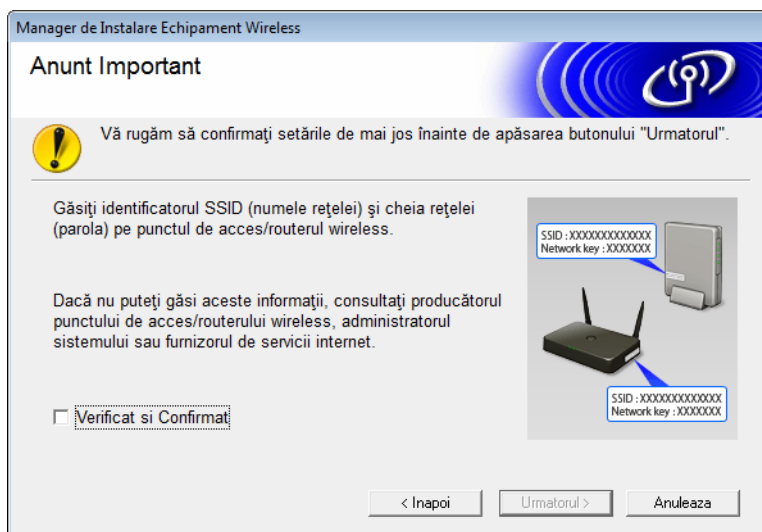 Manager de Instalare Echipament Wireless
Anunt Important
Vă rugăm să confirmaţi setările de mai jos înainte de apăsarea butonului "Urmatorul".
Găsiţi identificatorul SSID (numele reţelei) şi cheia reţelei
(parola) pe punctul de acces/routerul wireless.
SSID : XXXXXXXXXXXXX
Network key : XXXXXXX
Dacă nu puteţi găsi aceste informaţii, consultaţi producătorul
punctului de acces/routerului wireless, administratorul
sistemului sau furnizorul de servicii internet.
SSID : XXXXXXXXXXXXX
Network key : XXXXXXX
Verificat si Confirmat
< Inapoi
Urmatorul >
Anuleaza